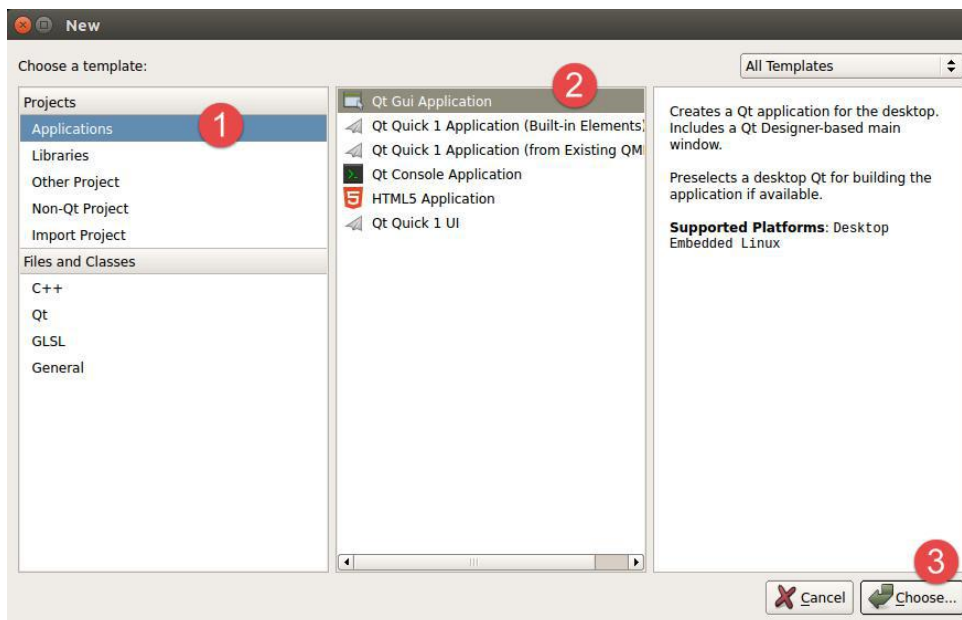 New
Choose a template:
All Templates
Projects
Applications
1
Libraries
Other Project
Non-Qt Project
Import Project
Files and Classes
C++
Qt
GLSL
General
2
Qt Gui Application
Qt Quick 1 Application (Built-in Elements)
Qt Quick 1 Application (from Existing QM
Qt Console Application
HTML5 Application
Qt Quick 1 UI
Creates a Qt application for the desktop.
Includes a Qt Designer-based main
window.
Preselects a desktop Qt for building the
application if available.
Supported Platforms: Desktop
Embedded Linux
3
Cancel
Choose...